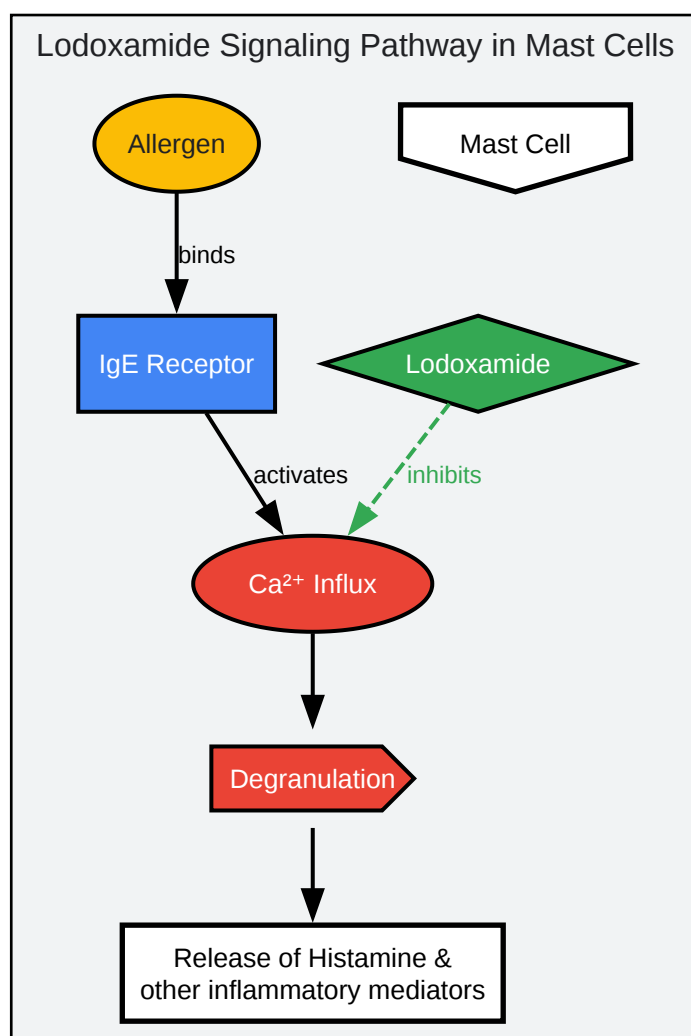 Lodoxamide Signaling Pathway in Mast Cells
Allergen
Mast Cell
binds
IgE Receptor
Lodoxamide
activates
inhibits
Ca²⁺ Influx
Degranulation
Release of Histamine &
other inflammatory mediators